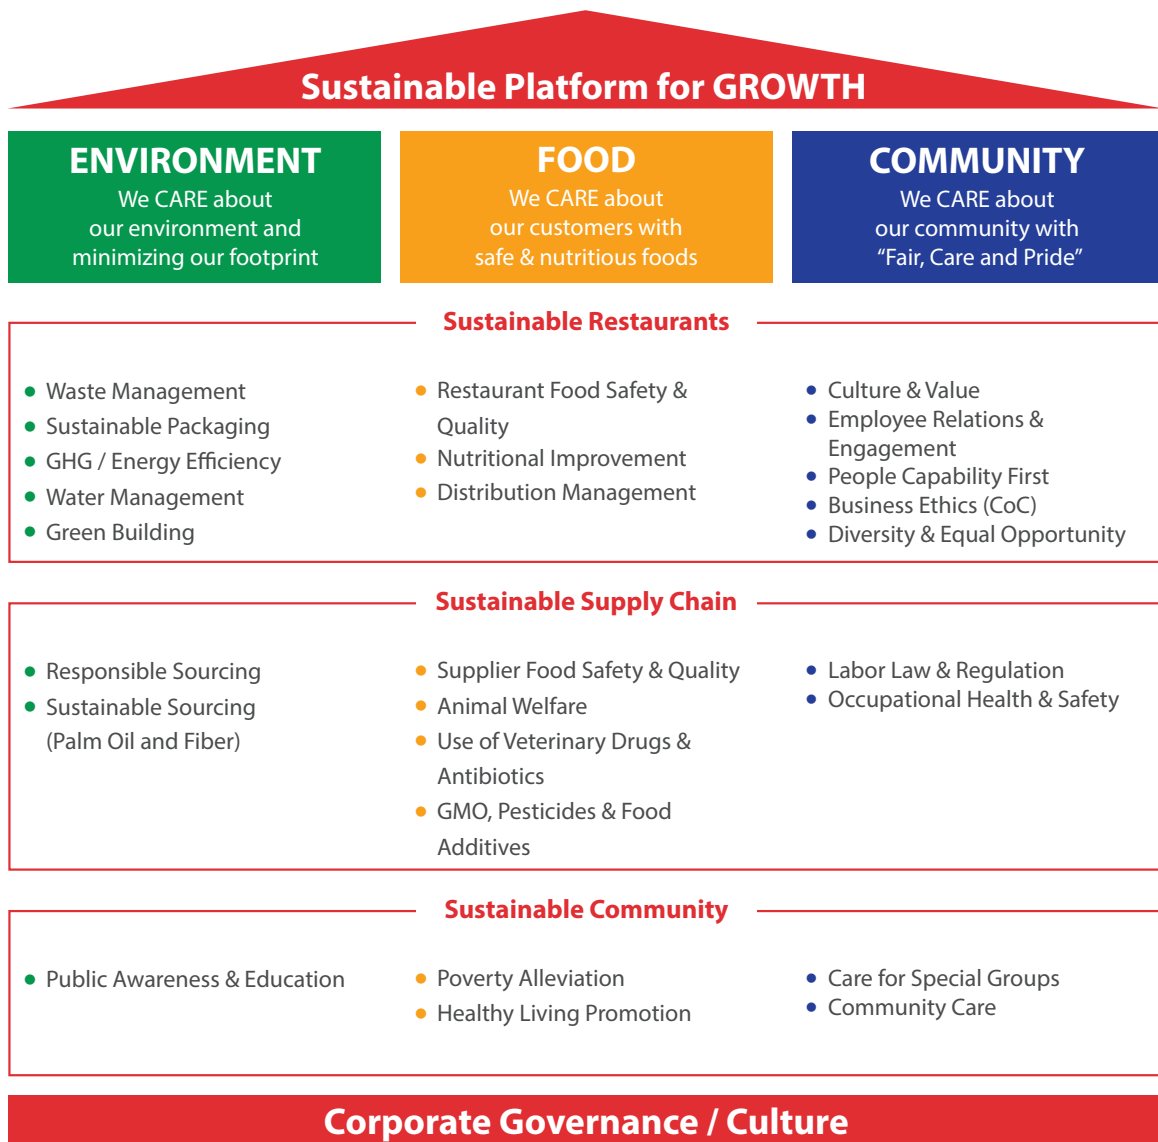 Sustainable Platform for GROWTH
ENVIRONMENT
We CARE about
our environment and
minimizing our footprint
FOOD
We CARE about
our customers with
safe & nutritious foods
COMMUNITY
We CARE about
our community with
“Fair, Care and Pride”
Sustainable Restaurants
Waste Management
Sustainable Packaging
GHG / Energy Efficiency
Water Management
Green Building
Restaurant Food Safety &
Quality
Nutritional Improvement
Distribution Management
Culture & Value
Employee Relations &
Engagement
People Capability First
Business Ethics (CoC)
Diversity & Equal Opportunity
Sustainable Supply Chain
Responsible Sourcing
Sustainable Sourcing
(Palm Oil and Fiber)
Supplier Food Safety & Quality
Animal Welfare
Use of Veterinary Drugs &
Antibiotics
GMO, Pesticides & Food
Additives
Labor Law & Regulation
Occupational Health & Safety
Sustainable Community
Public Awareness & Education
Poverty Alleviation
Healthy Living Promotion
Care for Special Groups
Community Care
Corporate Governance / Culture